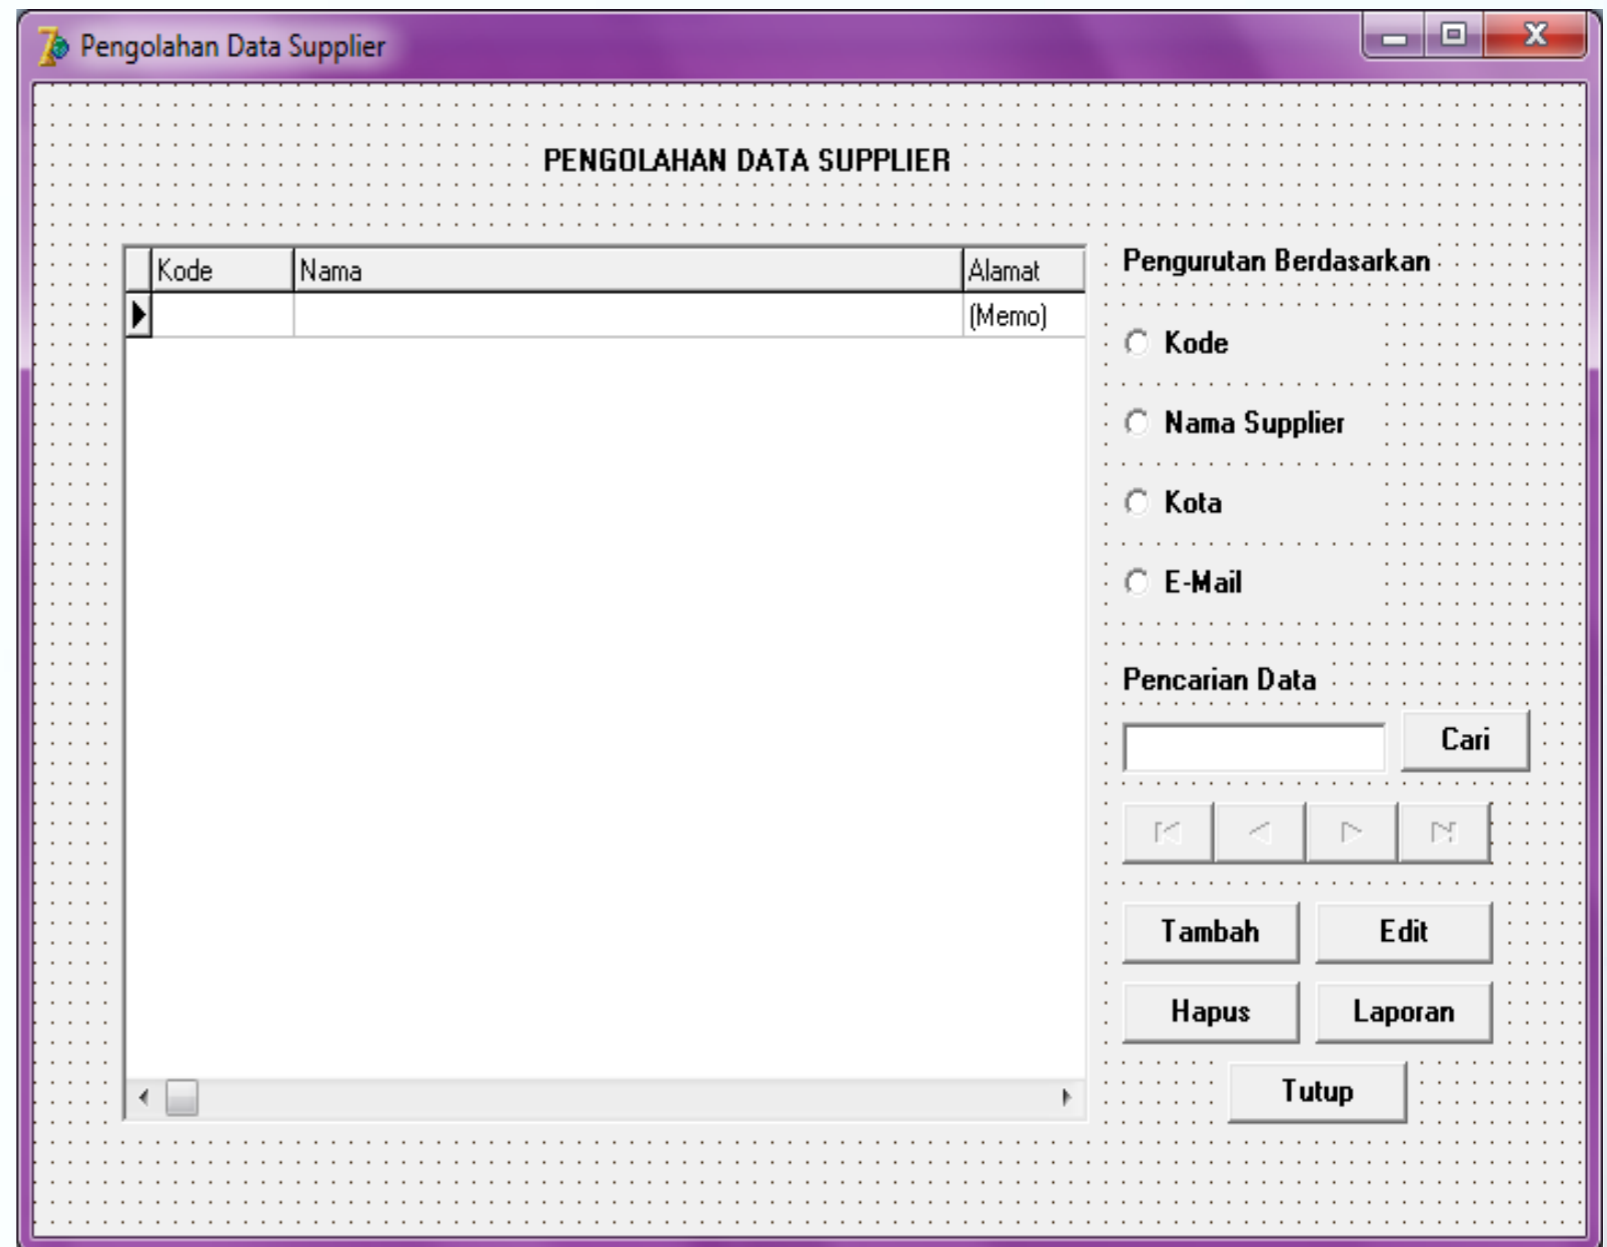 Pengolahan Data Supplier
PENGOLAHAN DATA SUPPLIER
Kode Nama Alamat
(Memo)
Pengurutan Berdasarkan
Kode
Nama Supplier
Kota
E-Mail
Pencarian Data
Cari
Tambah Edit
Hapus Laporan
Tutup